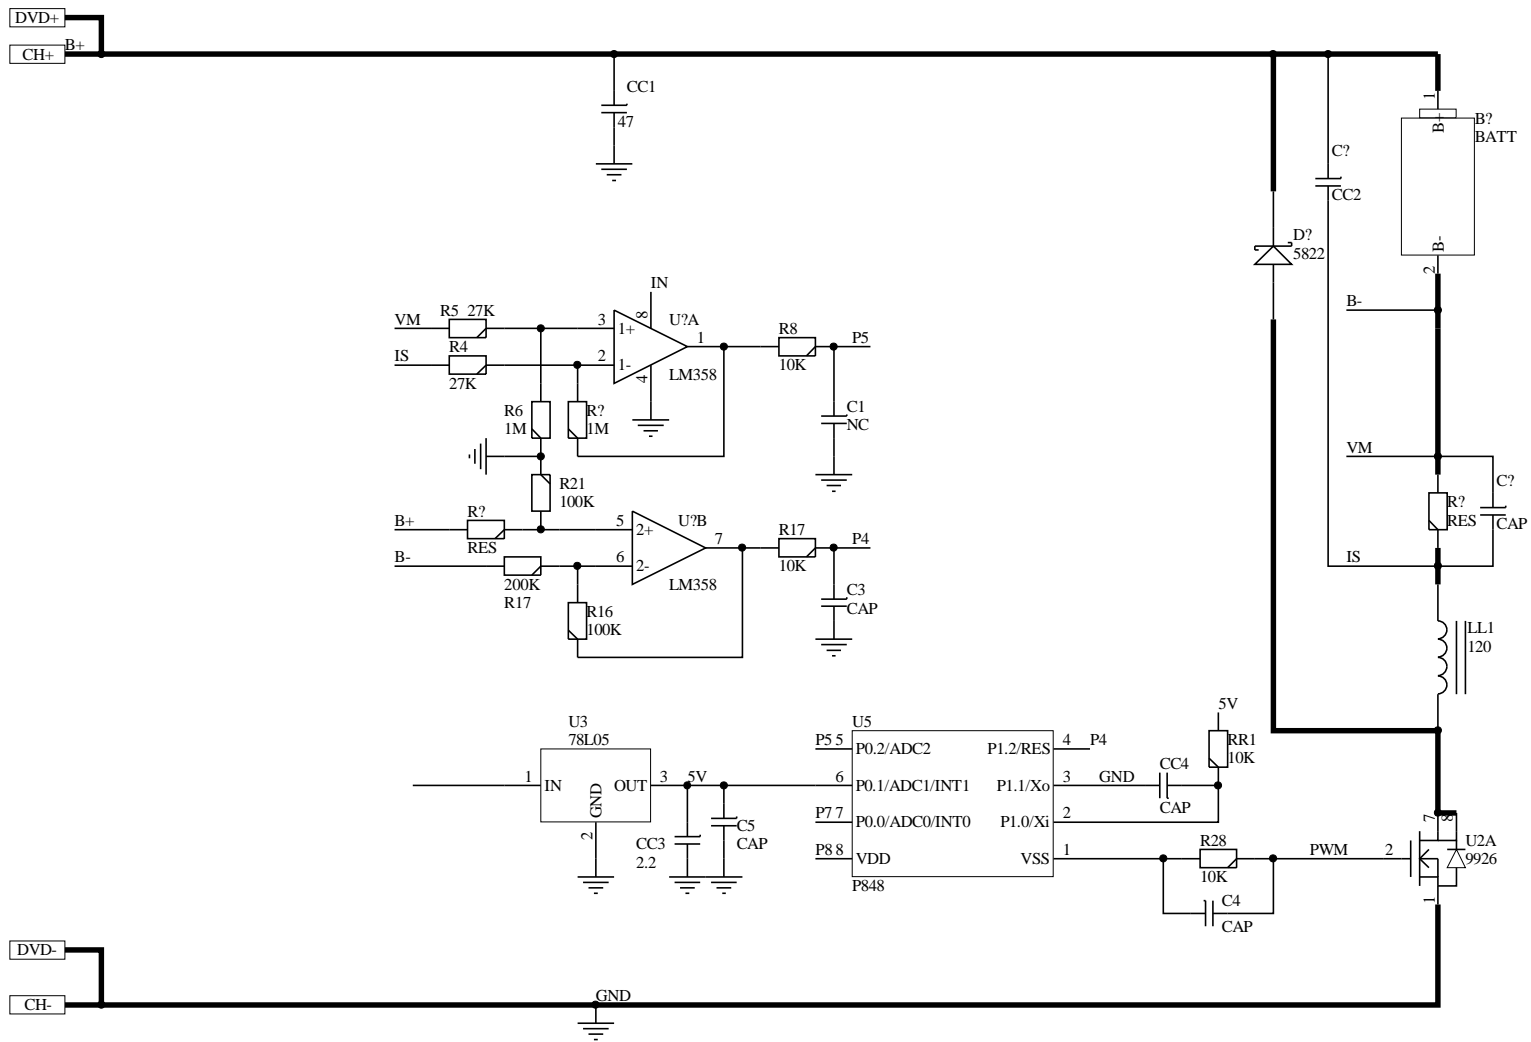 DVD+
CH+
B+
CC1
47
1
B+
B?
BATT
C?
CC2
B-
2
D?
5822
B-
IN
VM
R5 27K
3
1+
8
U?A
1
R8
10K
P5
IS
R4
27K
2
1-
4
LM358
R6
1M
R?
1M
C1
NC
VM
C?
CAP
R?
RES
IS
R21
100K
B+
R?
RES
5
2+
U?B
7
R17
10K
P4
B-
200K
R17
6
2-
LM358
C3
CAP
R16
100K
LL1
120
U3
78L05
1
IN
GND
OUT
3
5V
2
CC3
2.2
C5
CAP
U5
P5 5
P0.2/ADC2
P1.2/RES
4
P4
6
P0.1/ADC1/INT1
P1.1/Xo
3
GND
CC4
CAP
5V
RR1
10K
P7 7
P0.0/ADC0/INT0
P1.0/Xi
2
P8 8
VDD
VSS
1
P848
R28
10K
C4
CAP
PWM
2
7
8
U2A
9926
1
DVD-
CH-
GND